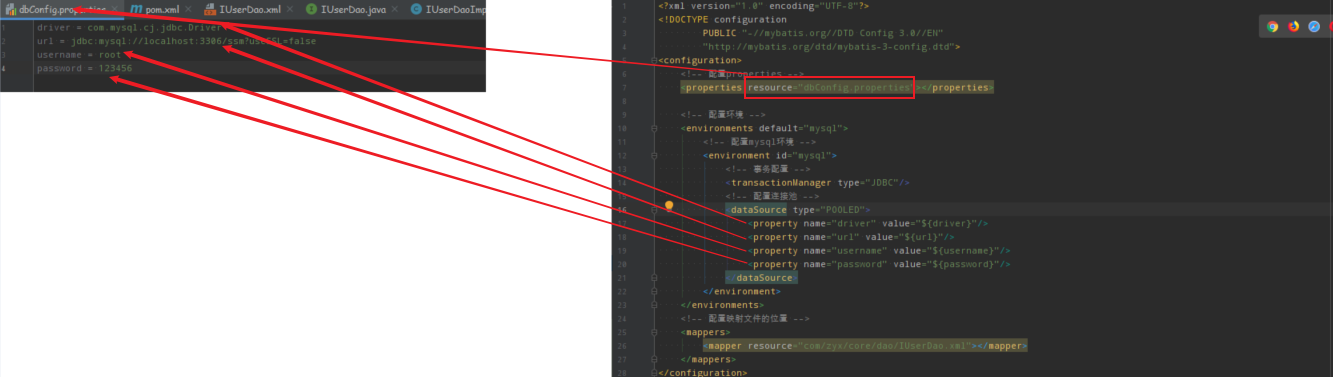 dbConfig.properties
pom.xml
IUserDao.xml
IUserDao.java
IUserDaoImp
1 driver = com.mysql.cj.jdbc.Driver
2 url = jdbc:mysql://localhost:3306/ssm?useSSL=false
3 username = root
4 password = 123456
1 <?xml version="1.0" encoding="UTF-8"?>
2 <!DOCTYPE configuration
3 PUBLIC "-//mybatis.org//DTD Config 3.0//EN"
4 "http://mybatis.org/dtd/mybatis-3-config.dtd">
5 <configuration>
6 <!-- 配置properties -->
7 <properties resource="dbConfig.properties"></properties>
8
9 <!-- 配置环境 -->
10 <environments default="mysql">
11 <!-- 配置mysql环境 -->
12 <environment id="mysql">
13 <!-- 事务配置 -->
14 <transactionManager type="JDBC"/>
15 <!-- 配置连接池 -->
16 <dataSource type="POOLED">
17 <property name="driver" value="${driver}"/>
18 <property name="url" value="${url}"/>
19 <property name="username" value="${username}"/>
20 <property name="password" value="${password}"/>
21 </dataSource>
22 </environment>
23 </environments>
24 <!-- 配置映射文件的位置 -->
25 <mappers>
26 <mapper resource="com/zyx/core/dao/IUserDao.xml"></mapper>
27 </mappers>
28 </configuration>